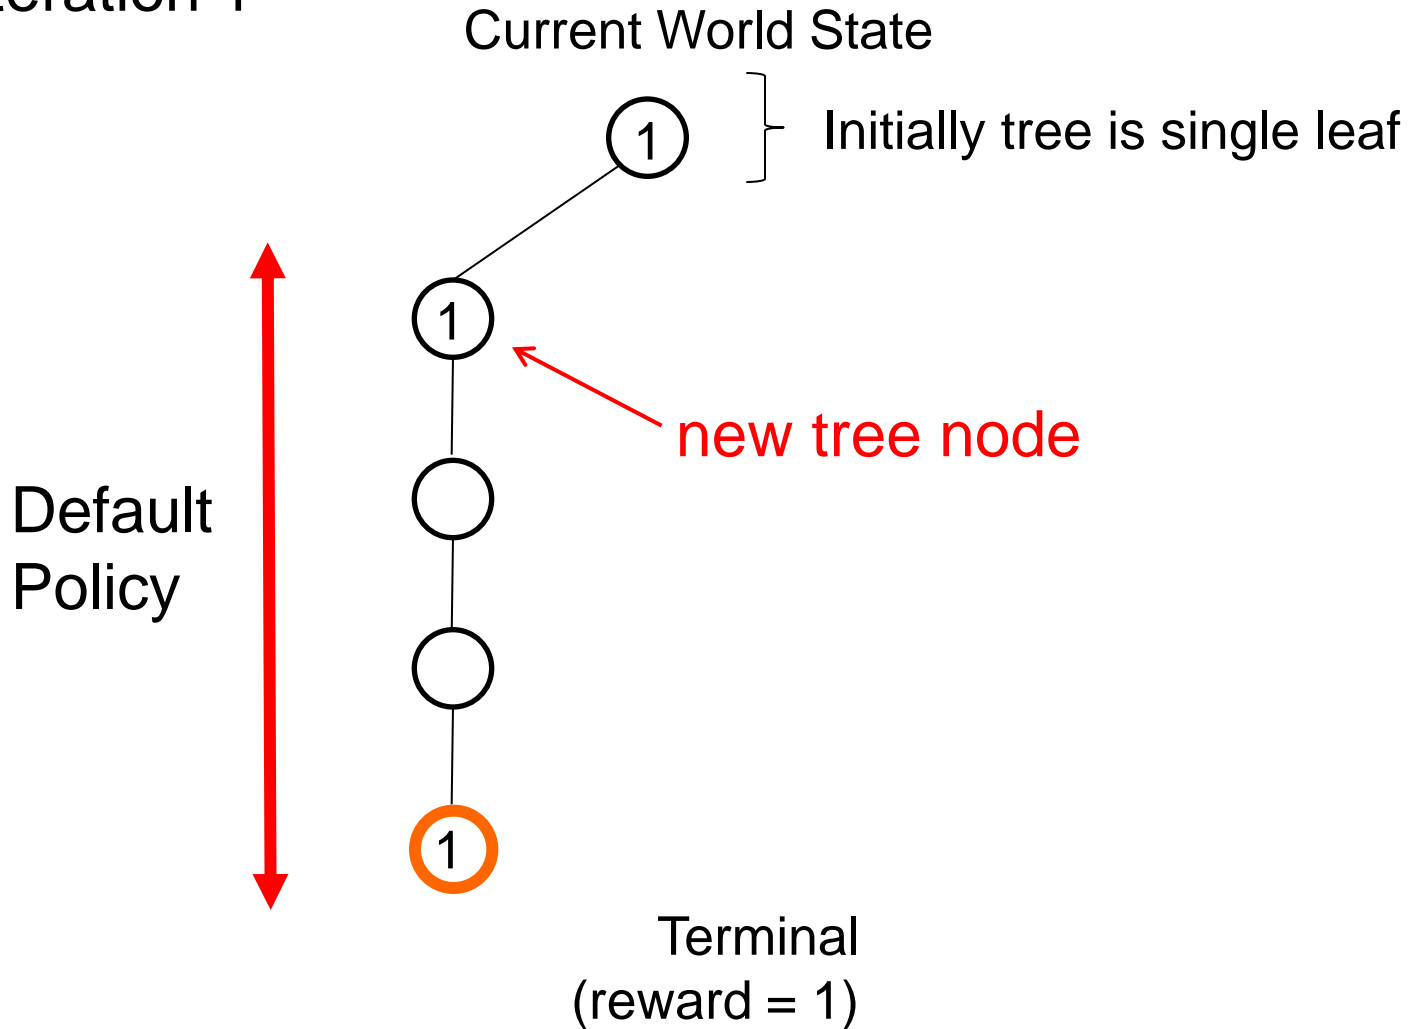 Current World State
1
Initially tree is single leaf
1
new tree node
Default
Policy
1
Terminal
(reward = 1)